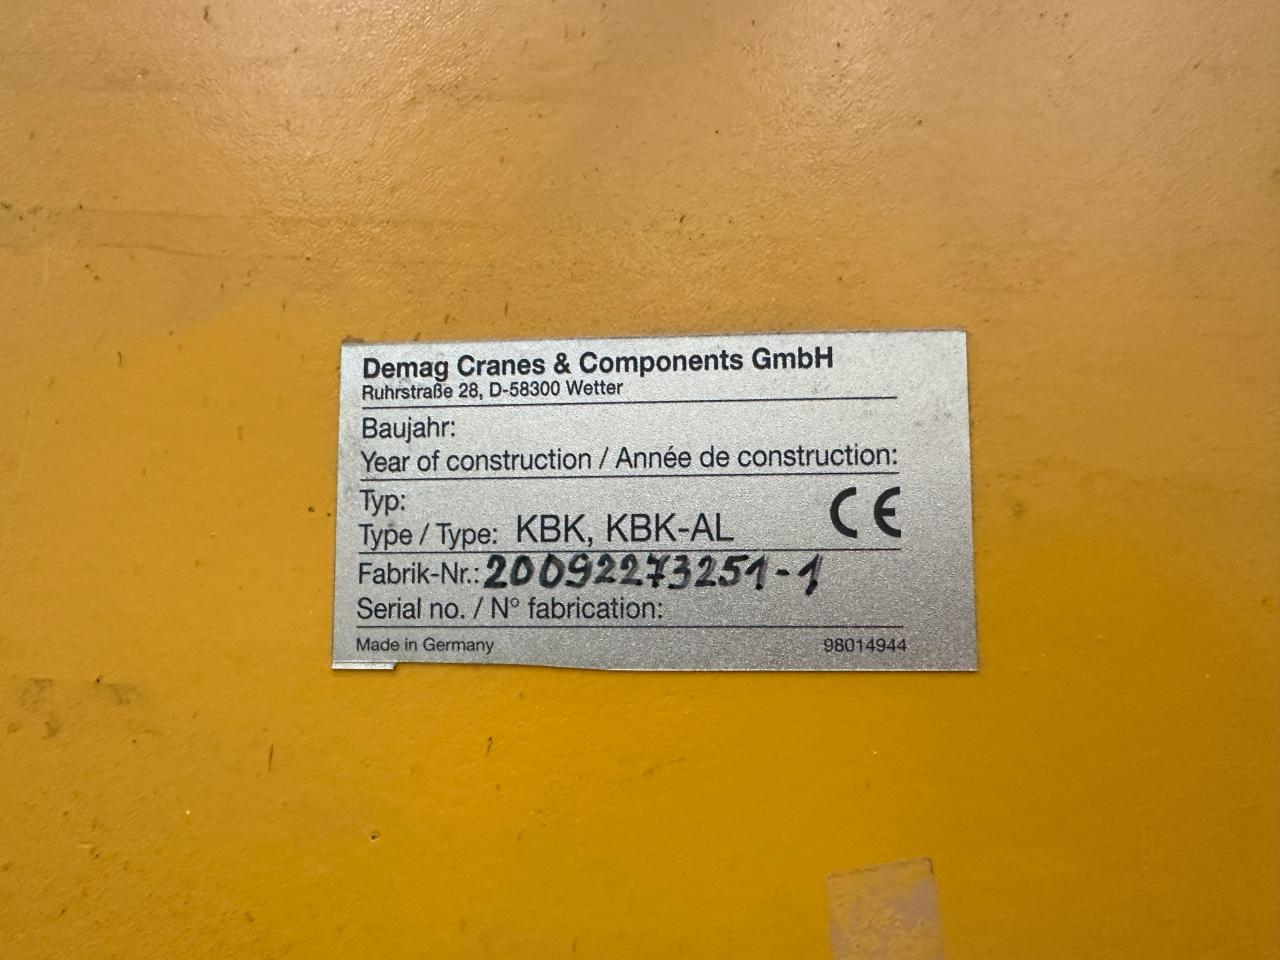 Demag Cranes & Components GmbH
Ruhrstraße 28, D-58300 Wetter
Baujahr:
Year of construction / Année de construction:
Typ:
Type / Type: KBK, KBK-AL CE
Fabrik-Nr.: 20092273251-1
Serial no. / N° fabrication:
Made in Germany 98014944